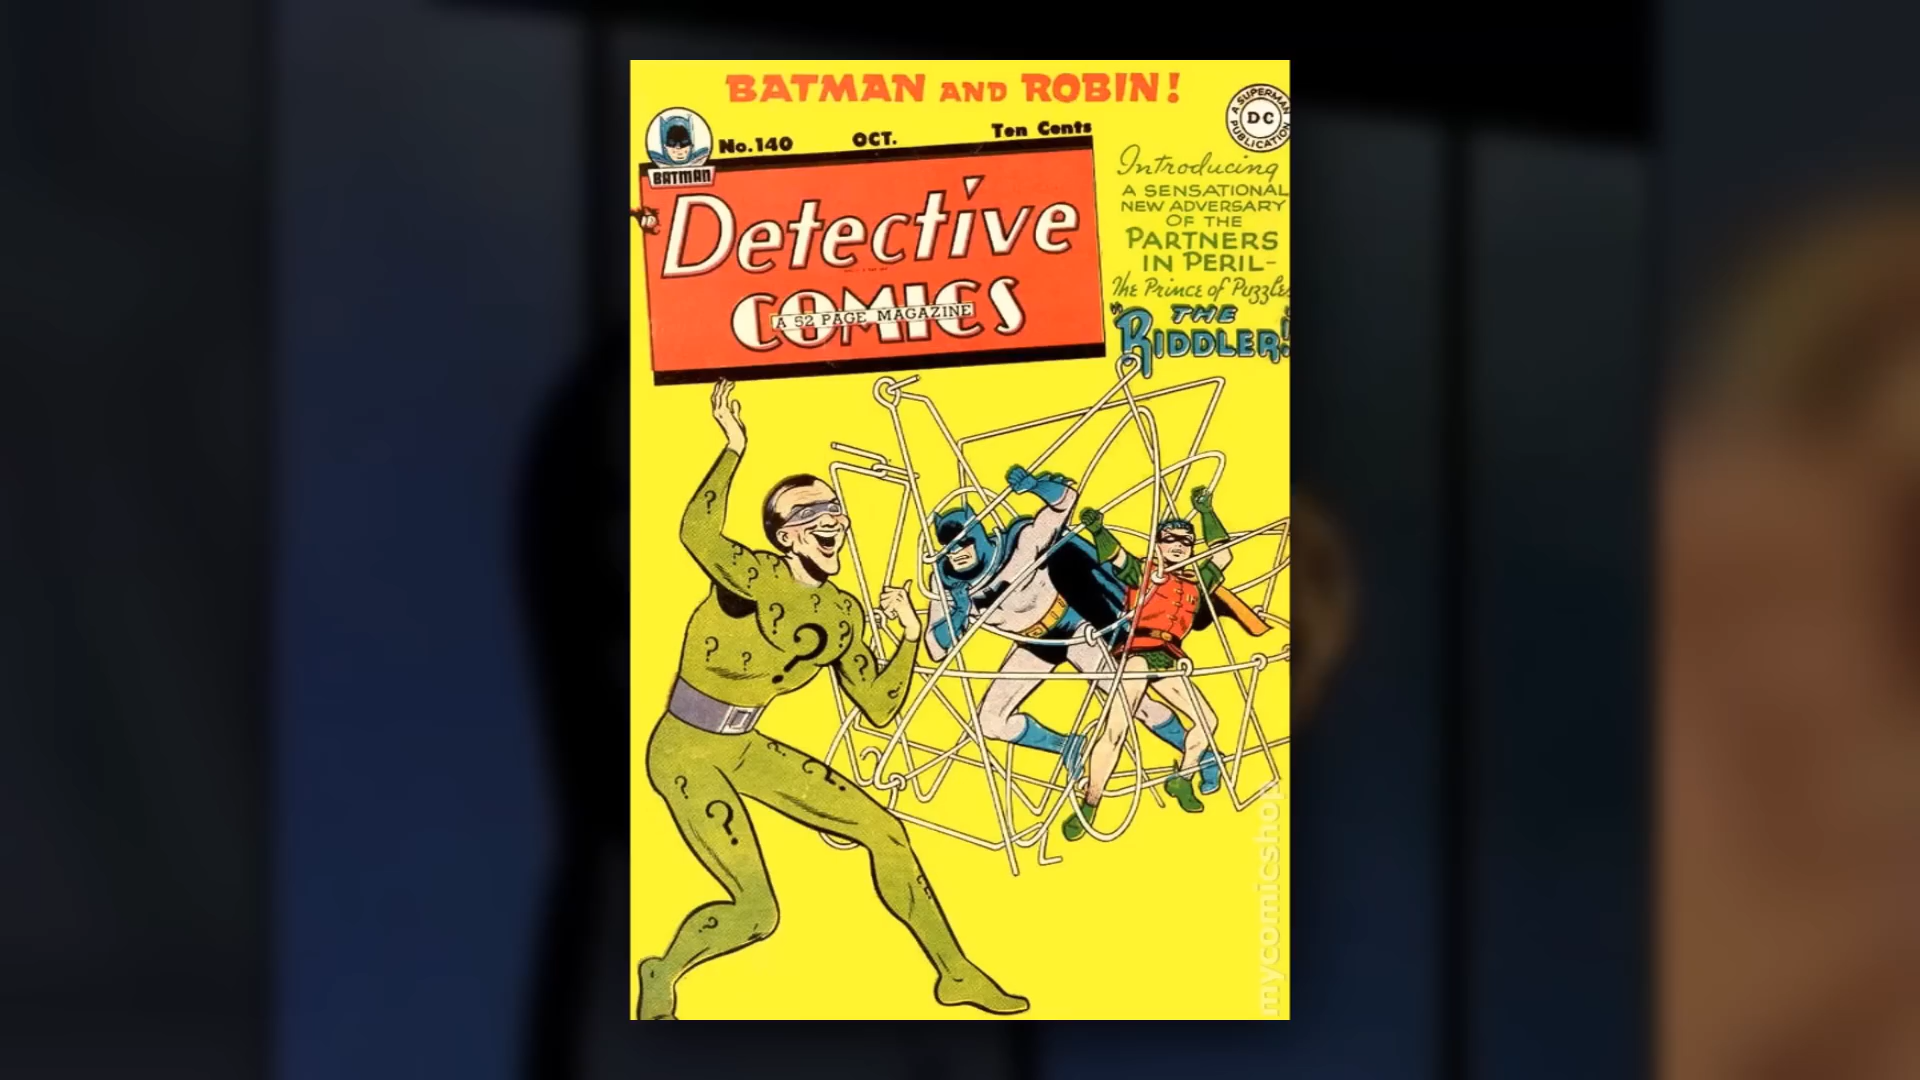 BATMAN AND ROBIN!
No.140 OCT. Ten Cents
A SUPERMAN DC PUBLICATION
BATMAN
Detective
COMICS
A 52 PAGE MAGAZINE
Introducing
A SENSATIONAL
NEW ADVERSARY
OF THE
PARTNERS
IN PERIL-
The Prince of Puzzles
"THE
RIDDLER!"
?
mycomicshop